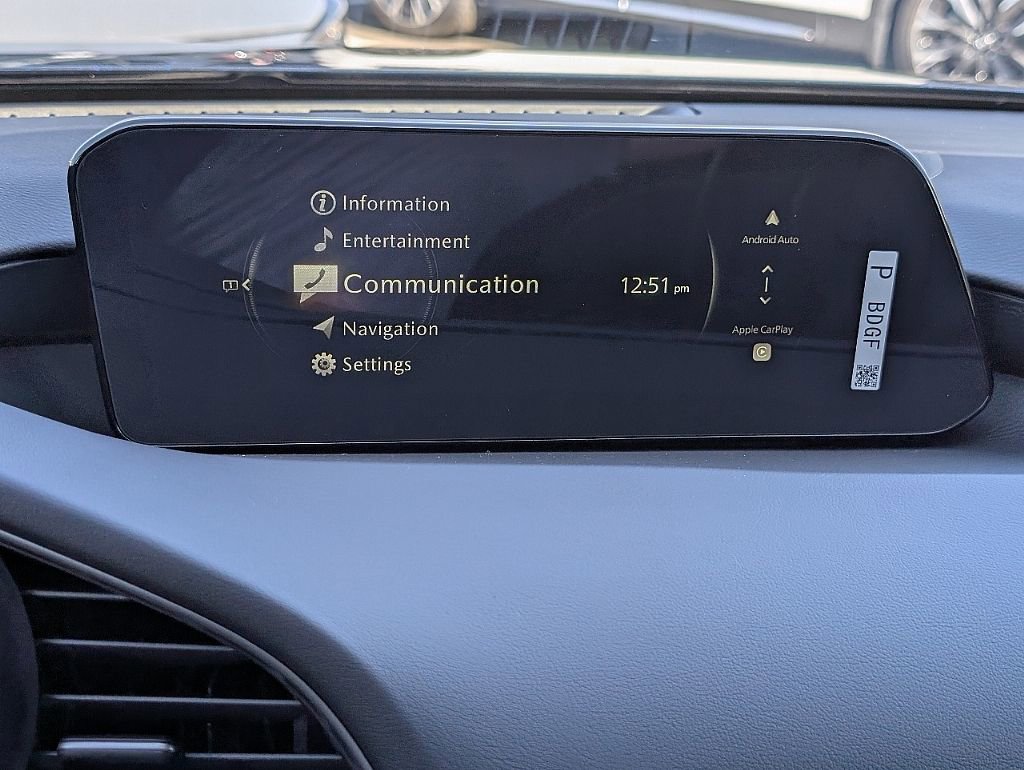 Information
Entertainment
Communication
Navigation
Settings
12:51 pm
Android Auto
Apple CarPlay
P BDGF